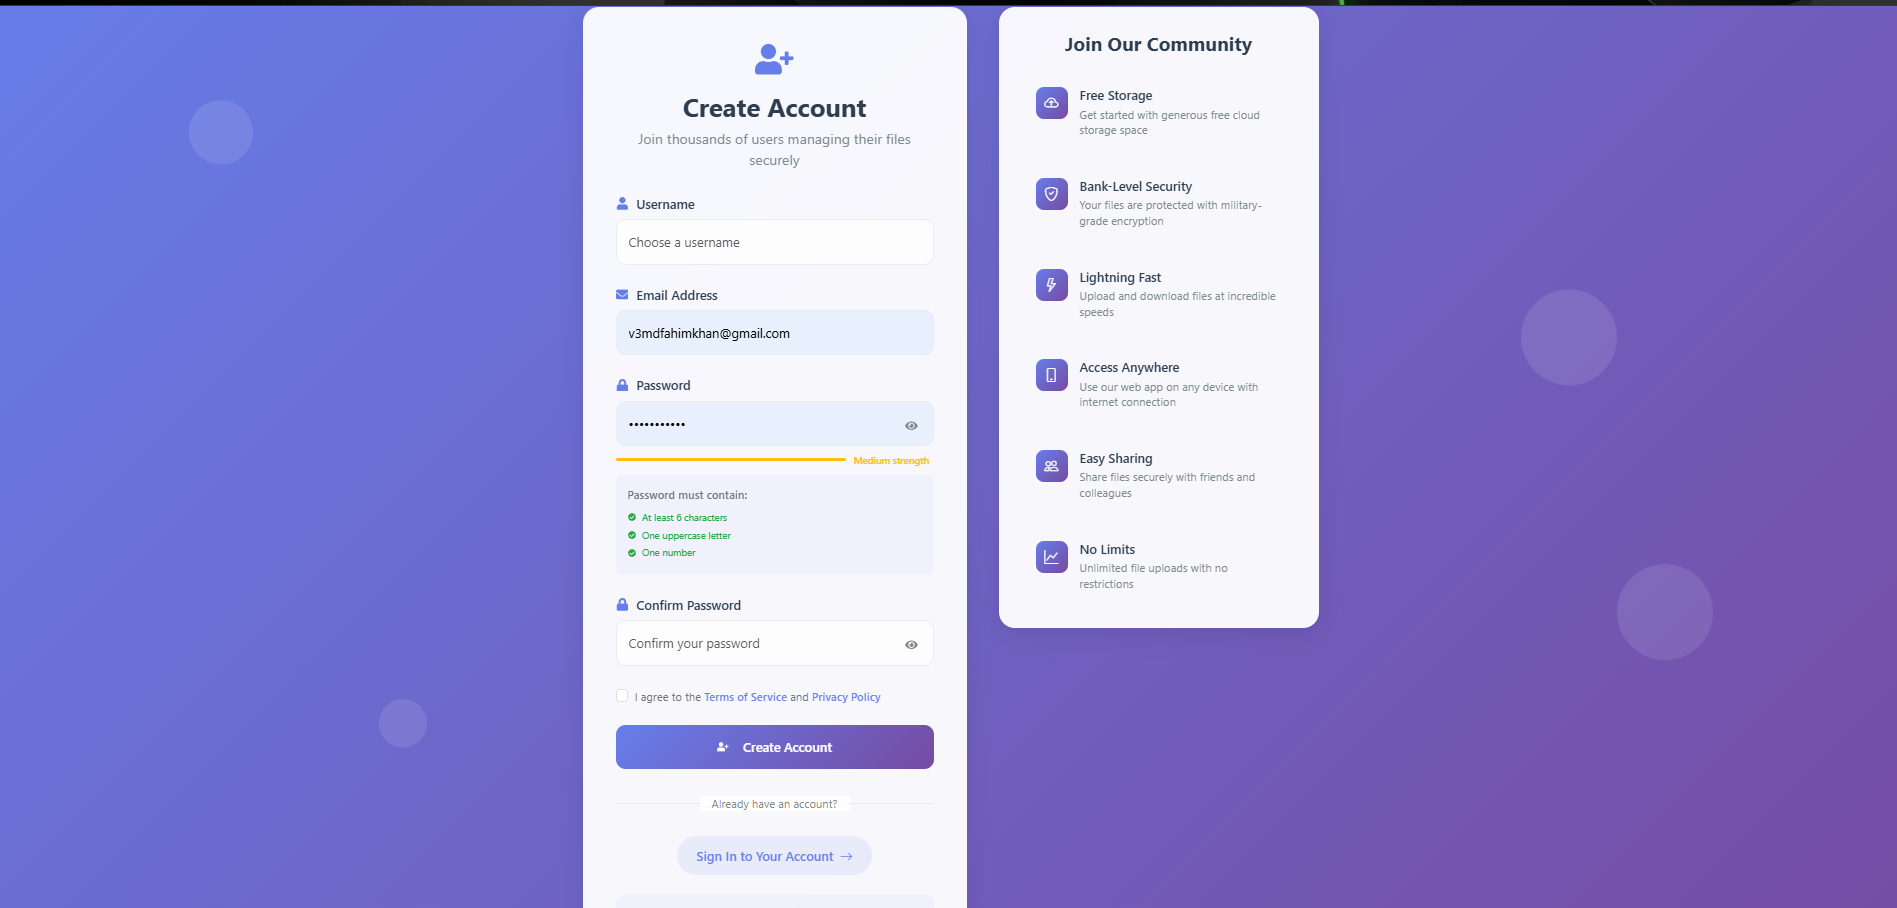 Create Account
Join thousands of users managing their files
securely
Username
Choose a username
Email Address
v3mdfahimkhan@gmail.com
Password
•••••••••••
Medium strength
Password must contain:
At least 6 characters
One uppercase letter
One number
Confirm Password
Confirm your password
I agree to the Terms of Service and Privacy Policy
Create Account
Already have an account?
Sign In to Your Account →
Join Our Community
Free Storage
Get started with generous free cloud
storage space
Bank-Level Security
Your files are protected with military-
grade encryption
Lightning Fast
Upload and download files at incredible
speeds
Access Anywhere
Use our web app on any device with
internet connection
Easy Sharing
Share files securely with friends and
colleagues
No Limits
Unlimited file uploads with no
restrictions